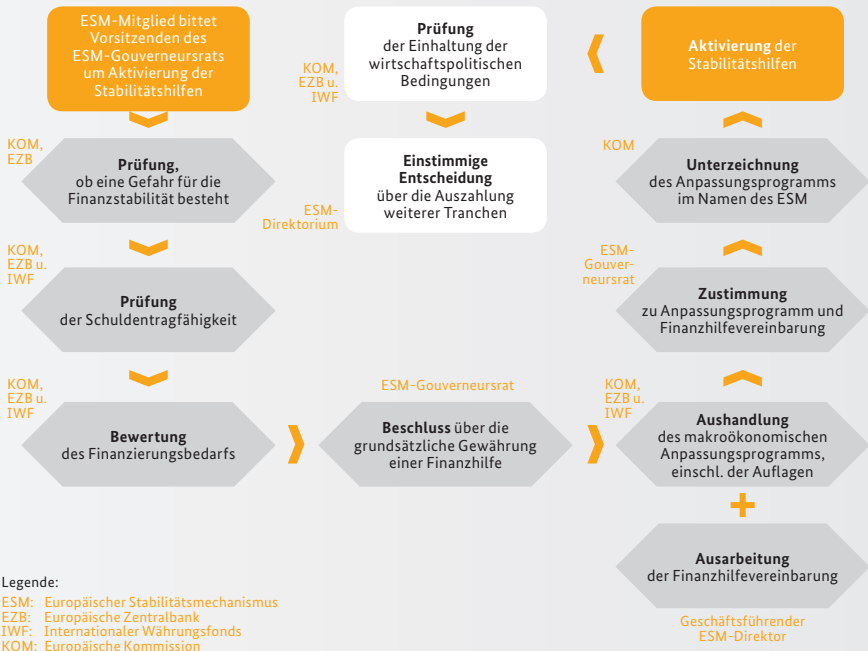 ESM-Mitglied bittet
Vorsitzenden des
ESM-Gouverneursrats
um Aktivierung der
Stabilitätshilfen
KOM,
EZB
Prüfung,
ob eine Gefahr für die
Finanzstabilität besteht
KOM,
EZB u.
IWF
Prüfung
der Schuldentragfähigkeit
KOM,
EZB u.
IWF
Bewertung
des Finanzierungsbedarfs
ESM-Gouverneursrat
Beschluss über die
grundsätzliche Gewährung
einer Finanzhilfe
KOM,
EZB u.
IWF
Aushandlung
des makroökonomischen
Anpassungsprogramms,
einschl. der Auflagen
+
Ausarbeitung
der Finanzhilfevereinbarung
Geschäftsführender
ESM-Direktor
ESM-
Gouver-
neursrat
Zustimmung
zu Anpassungsprogramm und
Finanzhilfevereinbarung
KOM
Unterzeichnung
des Anpassungsprogramms
im Namen des ESM
Aktivierung der
Stabilitätshilfen
KOM,
EZB u.
IWF
Prüfung
der Einhaltung der
wirtschaftspolitischen
Bedingungen
ESM-
Direktorium
Einstimmige
Entscheidung
über die Auszahlung
weiterer Tranchen
Legende:
ESM: Europäischer Stabilitätsmechanismus
EZB: Europäische Zentralbank
IWF: Internationaler Währungsfonds
KOM: Europäische Kommission